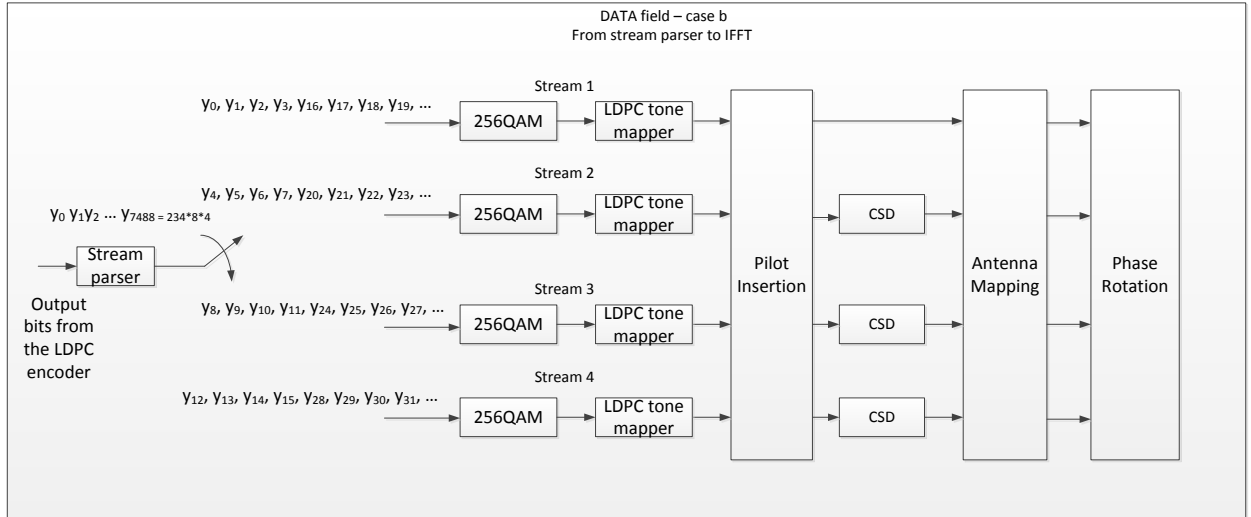 DATA field – case b
From stream parser to IFFT
Stream 1
y0, y1, y2, y3, y16, y17, y18, y19, ...
256QAM
LDPC tone
mapper
Stream 2
y4, y5, y6, y7, y20, y21, y22, y23, ...
256QAM
LDPC tone
mapper
CSD
y0 y1y2 ... y7488 = 234*8*4
Stream
parser
Output
bits from
the LDPC
encoder
Pilot
Insertion
Antenna
Mapping
Phase
Rotation
Stream 3
y8, y9, y10, y11, y24, y25, y26, y27, ...
256QAM
LDPC tone
mapper
CSD
Stream 4
y12, y13, y14, y15, y28, y29, y30, y31, ...
256QAM
LDPC tone
mapper
CSD